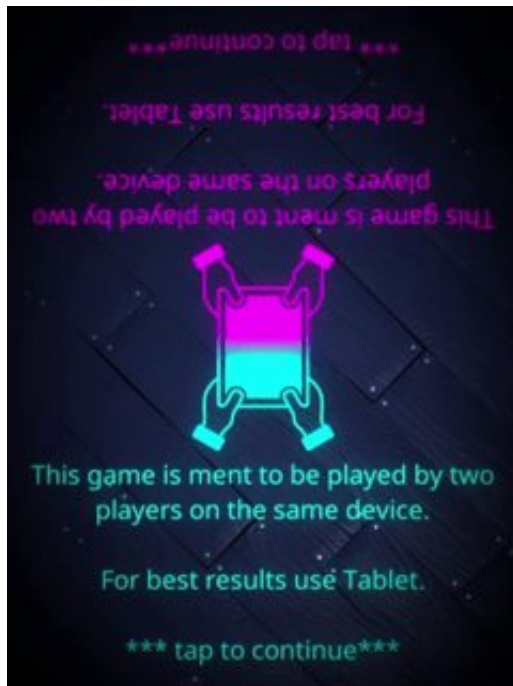 *** tap to continue***
For best results use Tablet.
players on the same device.
This game is ment to be played by two
This game is ment to be played by two
players on the same device.
For best results use Tablet.
*** tap to continue***